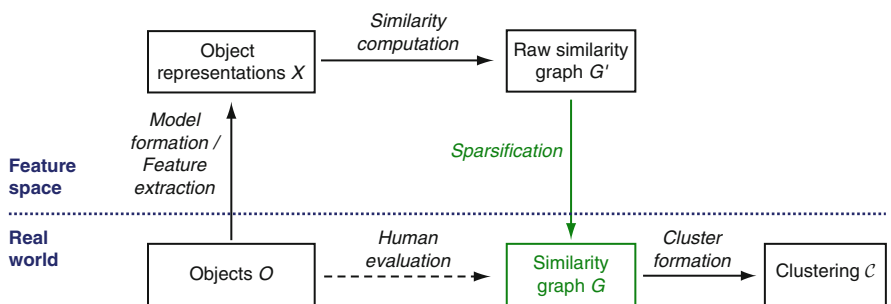 Similarity
computation
Object
representations X
Raw similarity
graph G'
Model
formation /
Feature
extraction
Sparsification
Feature
space
Real
world
Objects O
Human
evaluation
Similarity
graph G
Cluster
formation
Clustering 𝒞